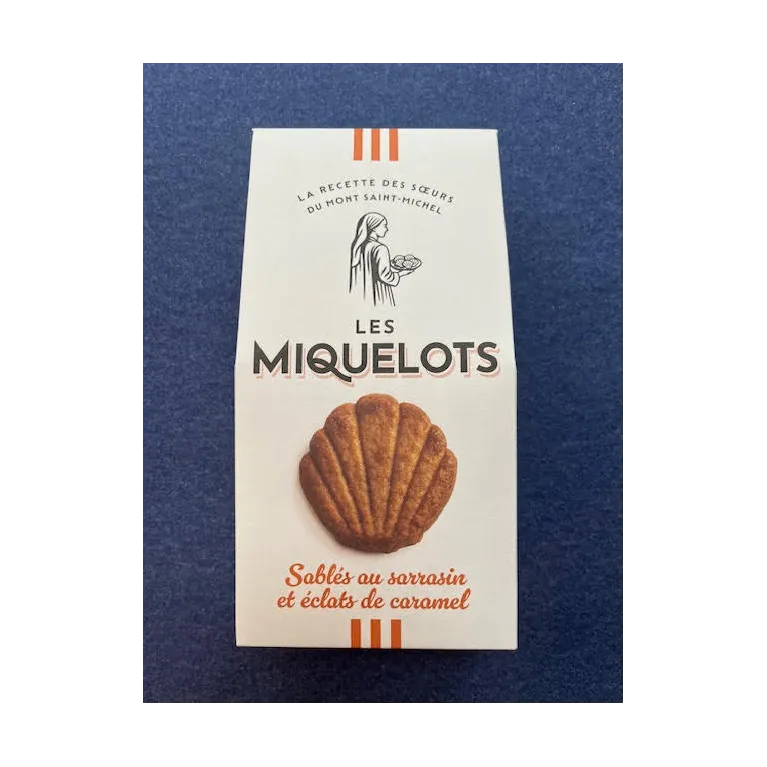 LA RECETTE DES SŒURS
DU MONT SAINT-MICHEL
LES
MIQUELOTS
Sablés au sarrasin
et éclats de caramel